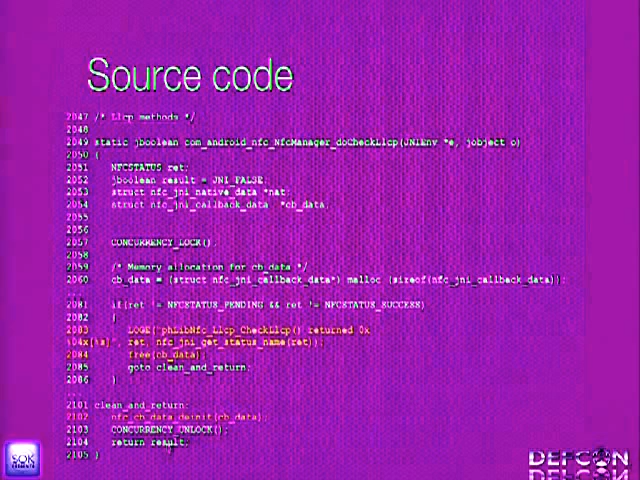 Source code
2047 /* Llcp methods */
2048
2049 static jboolean com_android_nfc_NfcManager_doCheckLlcp(JNIEnv *e, jobject o)
2050 {
2051 NFCSTATUS ret;
2052 jboolean result = JNI_FALSE;
2053 struct nfc_jni_native_data *nat;
2054 struct nfc_jni_callback_data *cb_data;
2055
2056
2057 CONCURRENCY_LOCK();
2058
2059 /* Memory allocation for cb_data */
2060 cb_data = (struct nfc_jni_callback_data*) malloc (sizeof(nfc_jni_callback_data));
...
2081 if(ret != NFCSTATUS_PENDING && ret != NFCSTATUS_SUCCESS)
2082 {
2083 LOGE("phLibNfc_Llcp_CheckLlcp() returned 0x
%04x[%s]", ret, nfc_jni_get_status_name(ret));
2084 free(cb_data);
2085 goto clean_and_return;
2086 }
...
2101 clean_and_return:
2102 nfc_cb_data_deinit(cb_data);
2103 CONCURRENCY_UNLOCK();
2104 return result;
2105 }
DEFCON